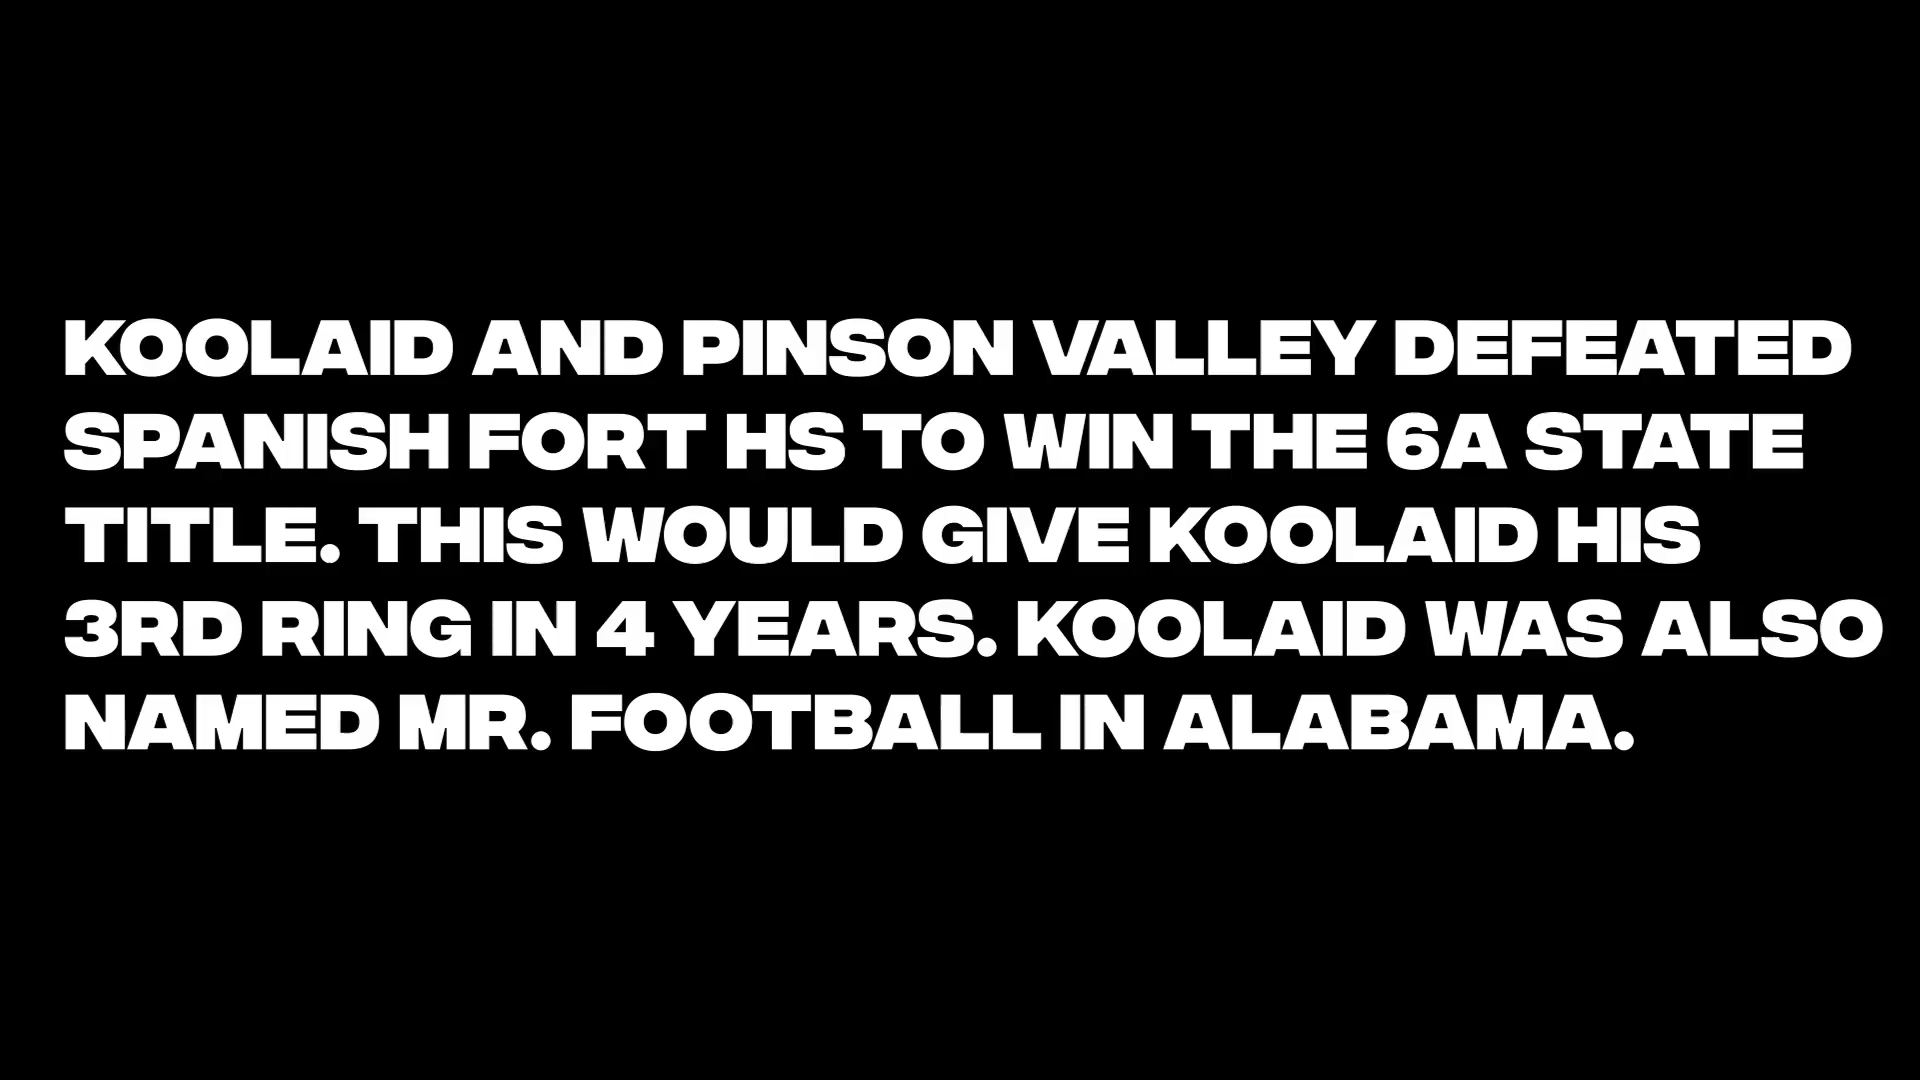 KOOLAID AND PINSON VALLEY DEFEATED
SPANISH FORT HS TO WIN THE 6A STATE
TITLE. THIS WOULD GIVE KOOLAID HIS
3RD RING IN 4 YEARS. KOOLAID WAS ALSO
NAMED MR. FOOTBALL IN ALABAMA.